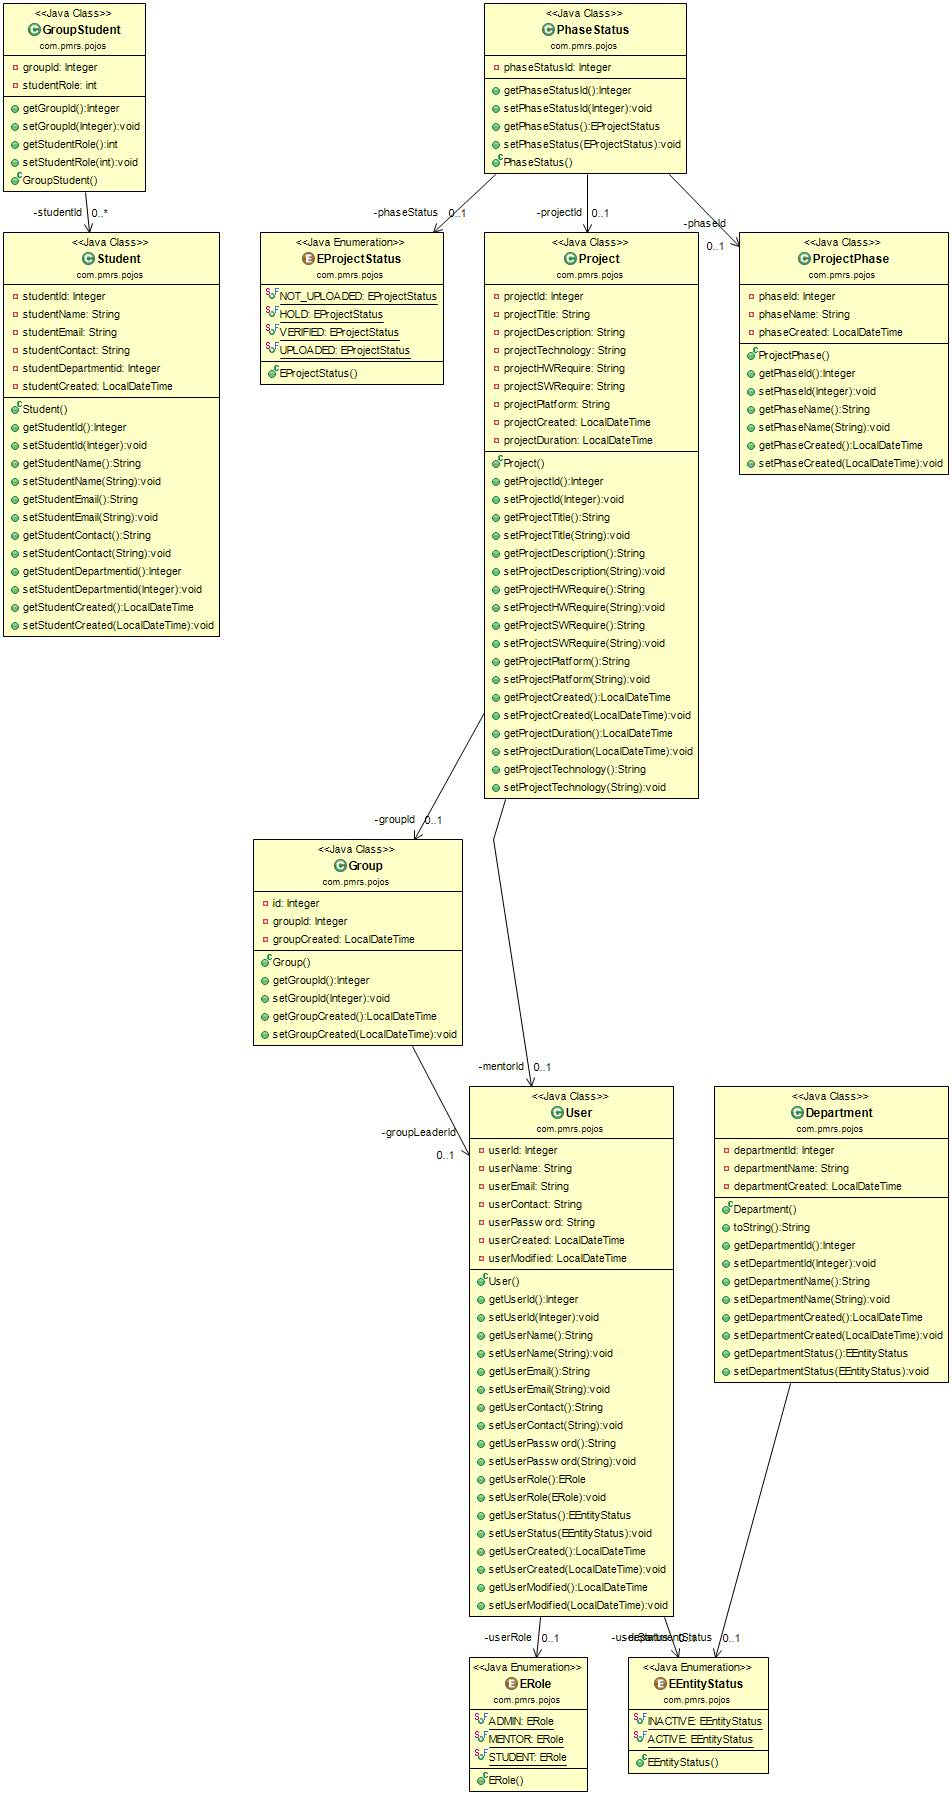 <<Java Class>>
GroupStudent
com.pmrs.pojos
groupId: Integer
studentRole: int
getGroupId():Integer
setGroupId(Integer):void
getStudentRole():int
setStudentRole(int):void
GroupStudent()
<<Java Class>>
PhaseStatus
com.pmrs.pojos
phaseStatusId: Integer
getPhaseStatusId():Integer
setPhaseStatusId(Integer):void
getPhaseStatus():EProjectStatus
setPhaseStatus(EProjectStatus):void
PhaseStatus()
-studentId 0..*
-phaseStatus 0..1
-projectId 0..1
-phaseId
0..1
<<Java Class>>
Student
com.pmrs.pojos
studentId: Integer
studentName: String
studentEmail: String
studentContact: String
studentDepartmentid: Integer
studentCreated: LocalDateTime
Student()
getStudentId():Integer
setStudentId(Integer):void
getStudentName():String
setStudentName(String):void
getStudentEmail():String
setStudentEmail(String):void
getStudentContact():String
setStudentContact(String):void
getStudentDepartmentid():Integer
setStudentDepartmentid(Integer):void
getStudentCreated():LocalDateTime
setStudentCreated(LocalDateTime):void
<<Java Enumeration>>
EProjectStatus
com.pmrs.pojos
NOT_UPLOADED: EProjectStatus
HOLD: EProjectStatus
VERIFIED: EProjectStatus
UPLOADED: EProjectStatus
EProjectStatus()
<<Java Class>>
Project
com.pmrs.pojos
projectId: Integer
projectTitle: String
projectDescription: String
projectTechnology: String
projectHWRequire: String
projectSWRequire: String
projectPlatform: String
projectCreated: LocalDateTime
projectDuration: LocalDateTime
Project()
getProjectId():Integer
setProjectId(Integer):void
getProjectTitle():String
setProjectTitle(String):void
getProjectDescription():String
setProjectDescription(String):void
getProjectHWRequire():String
setProjectHWRequire(String):void
getProjectSWRequire():String
setProjectSWRequire(String):void
getProjectPlatform():String
setProjectPlatform(String):void
getProjectCreated():LocalDateTime
setProjectCreated(LocalDateTime):void
getProjectDuration():LocalDateTime
setProjectDuration(LocalDateTime):void
getProjectTechnology():String
setProjectTechnology(String):void
<<Java Class>>
ProjectPhase
com.pmrs.pojos
phaseId: Integer
phaseName: String
phaseCreated: LocalDateTime
ProjectPhase()
getPhaseId():Integer
setPhaseId(Integer):void
getPhaseName():String
setPhaseName(String):void
getPhaseCreated():LocalDateTime
setPhaseCreated(LocalDateTime):void
-groupId 0..1
<<Java Class>>
Group
com.pmrs.pojos
id: Integer
groupId: Integer
groupCreated: LocalDateTime
Group()
getGroupId():Integer
setGroupId(Integer):void
getGroupCreated():LocalDateTime
setGroupCreated(LocalDateTime):void
-mentorId 0..1
-groupLeaderId
0..1
<<Java Class>>
User
com.pmrs.pojos
userId: Integer
userName: String
userEmail: String
userContact: String
userPassword: String
userCreated: LocalDateTime
userModified: LocalDateTime
User()
getUserId():Integer
setUserId(Integer):void
getUserName():String
setUserName(String):void
getUserEmail():String
setUserEmail(String):void
getUserContact():String
setUserContact(String):void
getUserPassword():String
setUserPassword(String):void
getUserRole():ERole
setUserRole(ERole):void
getUserStatus():EEntityStatus
setUserStatus(EEntityStatus):void
getUserCreated():LocalDateTime
setUserCreated(LocalDateTime):void
getUserModified():LocalDateTime
setUserModified(LocalDateTime):void
<<Java Class>>
Department
com.pmrs.pojos
departmentId: Integer
departmentName: String
departmentCreated: LocalDateTime
Department()
toString():String
getDepartmentId():Integer
setDepartmentId(Integer):void
getDepartmentName():String
setDepartmentName(String):void
getDepartmentCreated():LocalDateTime
setDepartmentCreated(LocalDateTime):void
getDepartmentStatus():EEntityStatus
setDepartmentStatus(EEntityStatus):void
-userRole 0..1
-userStatus 0..1
-departmentStatus 0..1
<<Java Enumeration>>
ERole
com.pmrs.pojos
ADMIN: ERole
MENTOR: ERole
STUDENT: ERole
ERole()
<<Java Enumeration>>
EEntityStatus
com.pmrs.pojos
INACTIVE: EEntityStatus
ACTIVE: EEntityStatus
EEntityStatus()